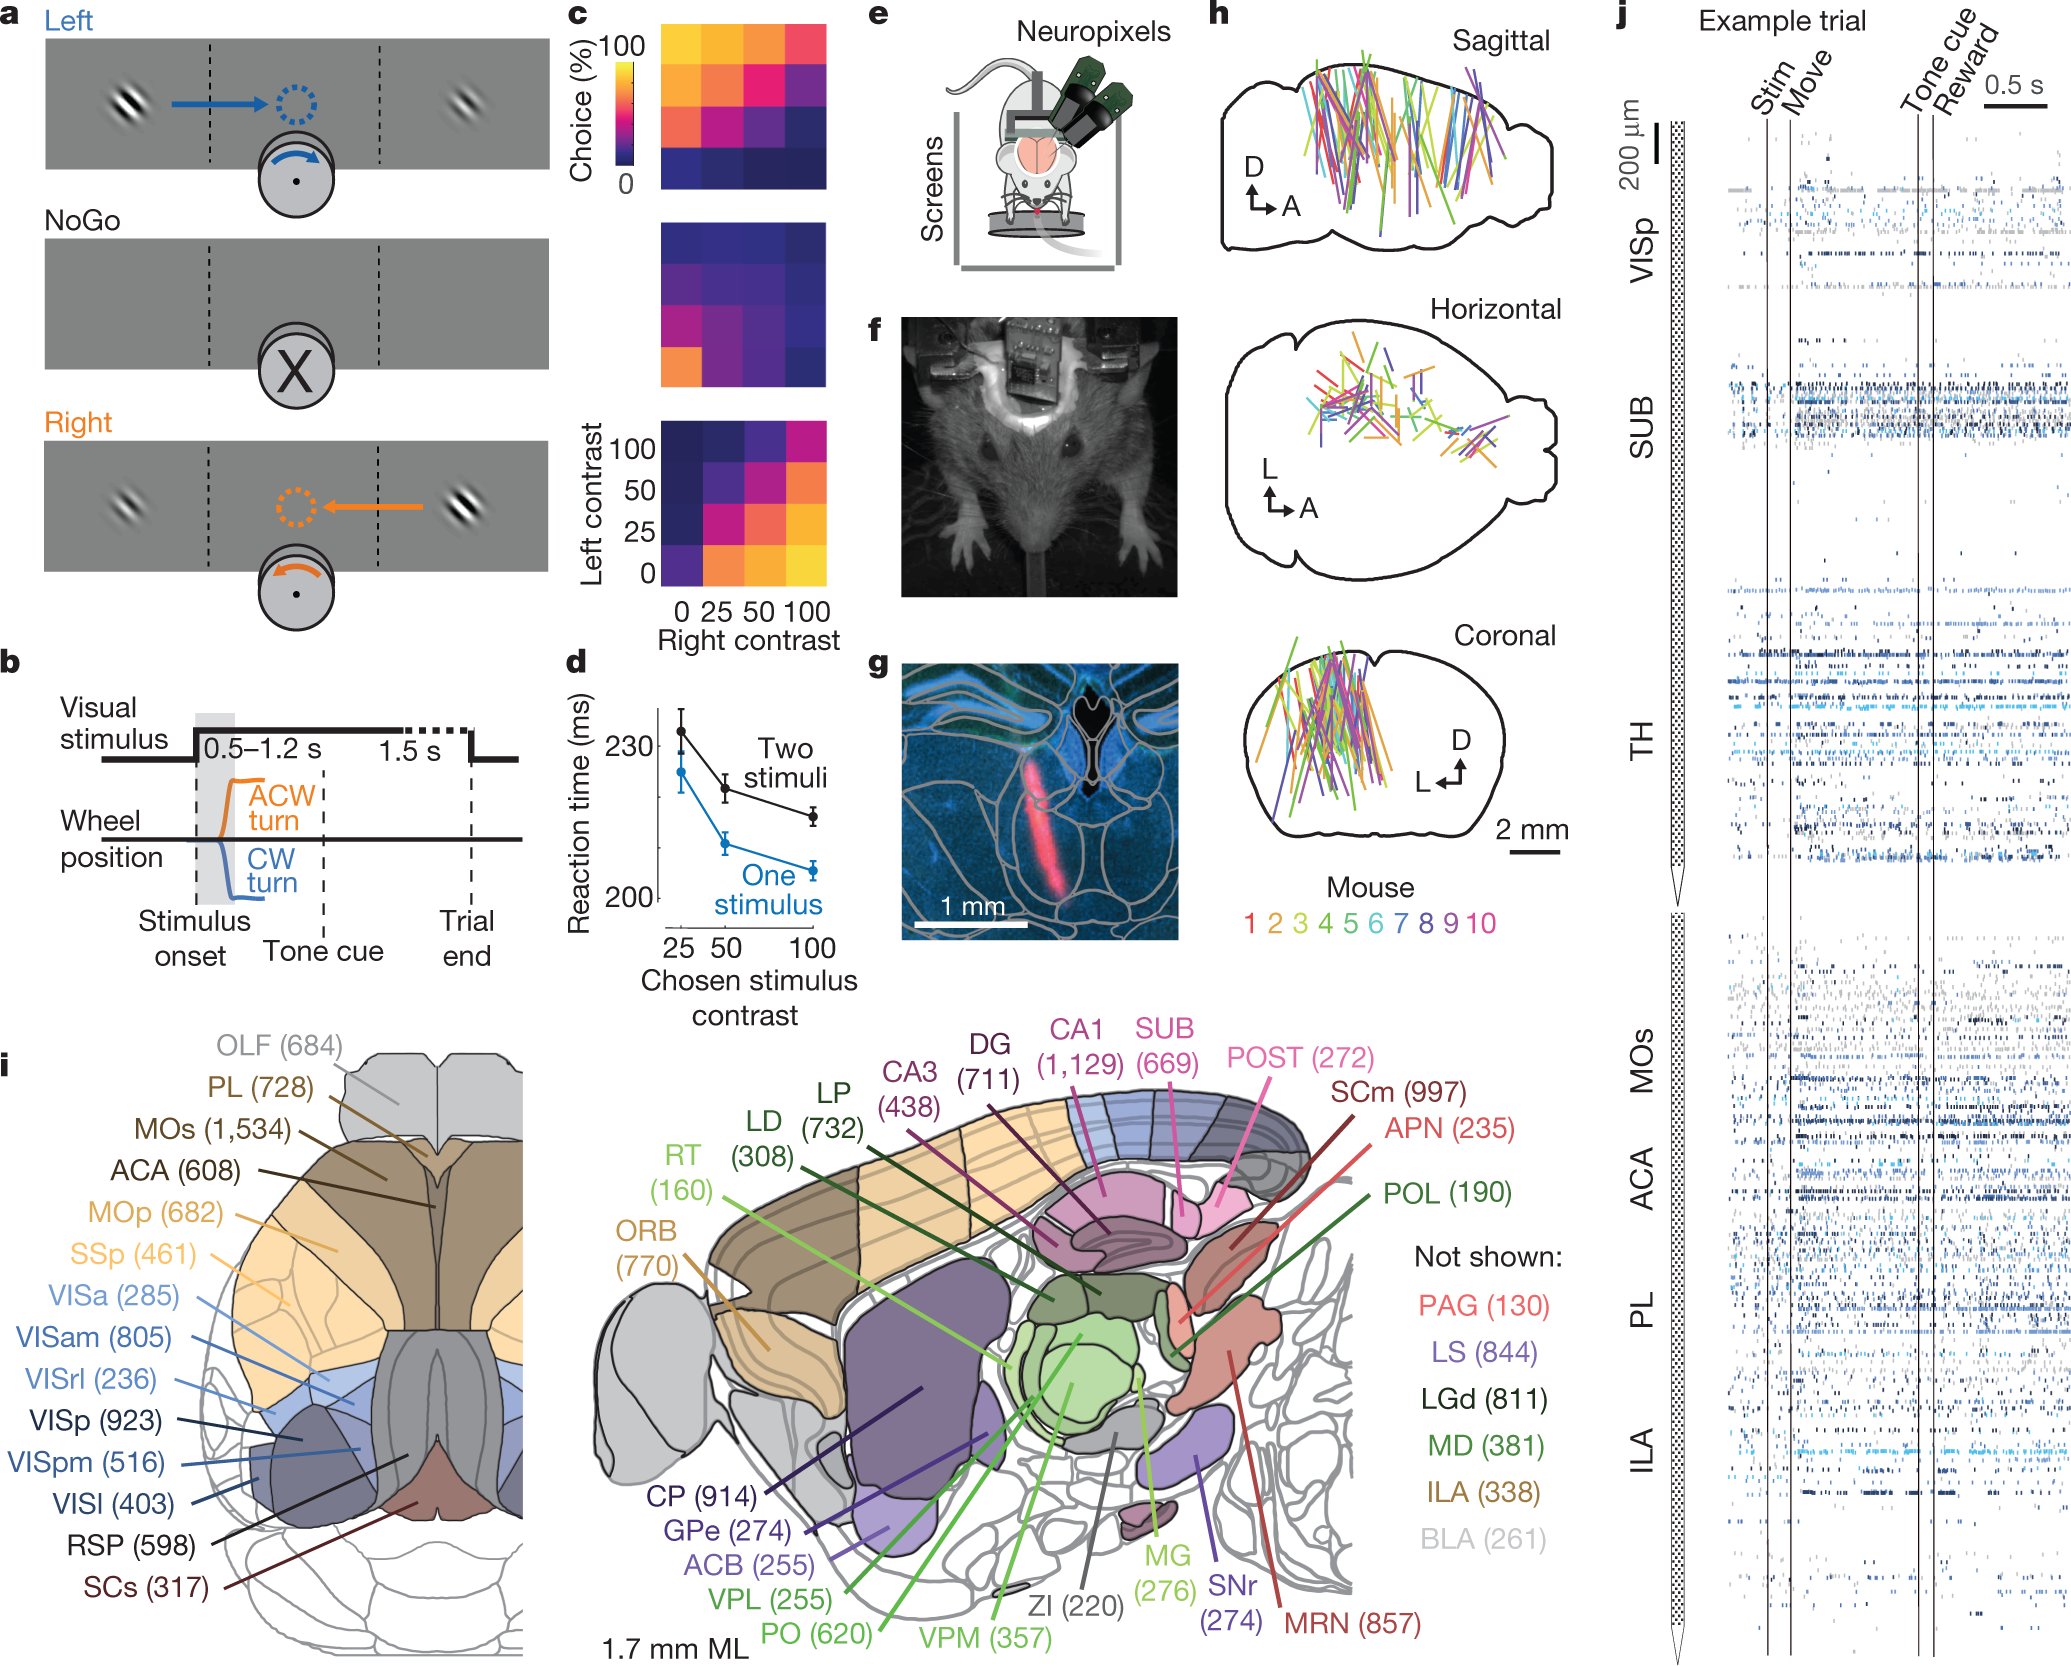 a
Left
NoGo
X
Right
b
Visual
stimulus
0.5–1.2 s
1.5 s
ACW
turn
Wheel
position
CW
turn
Stimulus
onset
Tone cue
Trial
end
c
Choice (%)
100
0
Left contrast
100
50
25
0
0 25 50 100
Right contrast
d
Reaction time (ms)
230
200
Two
stimuli
One
stimulus
25 50 100
Chosen stimulus
contrast
e
Neuropixels
Screens
f
g
1 mm
h
Sagittal
D
A
Horizontal
L
A
Coronal
D
L
2 mm
Mouse
1 2 3 4 5 6 7 8 9 10
i
OLF (684)
PL (728)
MOs (1,534)
ACA (608)
MOp (682)
SSp (461)
VISa (285)
VISam (805)
VISrl (236)
VISp (923)
VISpm (516)
VISl (403)
RSP (598)
SCs (317)
ORB
(770)
RT
(160)
LD
(308)
LP
(732)
CA3
(438)
DG
(711)
CA1
(1,129)
SUB
(669)
POST (272)
SCm (997)
APN (235)
POL (190)
Not shown:
PAG (130)
LS (844)
LGd (811)
MD (381)
ILA (338)
BLA (261)
CP (914)
GPe (274)
ACB (255)
VPL (255)
PO (620)
VPM (357)
ZI (220)
MG
(276)
SNr
(274)
MRN (857)
1.7 mm ML
j
Example trial
Stim
Move
Tone cue
Reward
0.5 s
200 µm
VISp
SUB
TH
MOs
ACA
PL
ILA